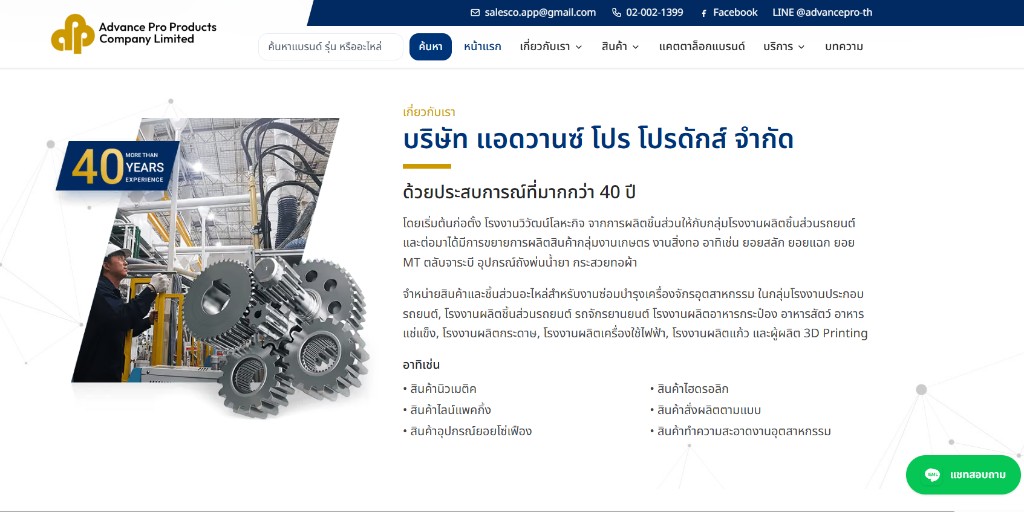 salesco.app@gmail.com 02-002-1399 Facebook LINE @advancepro-th
Advance Pro Products
Company Limited
ค้นหาแบรนด์ รุ่น หรืออะไหล่ ค้นหา หน้าแรก เกี่ยวกับเรา สินค้า แคตตาล็อกแบรนด์ บริการ บทความ
40 MORE THAN
YEARS
EXPERIENCE
เกี่ยวกับเรา
บริษัท แอดวานซ์ โปร โปรดักส์ จำกัด
ด้วยประสบการณ์ที่มากกว่า 40 ปี
โดยเริ่มต้นก่อตั้ง โรงงานวิวัฒน์โลหะกิจ จากการผลิตชิ้นส่วนให้กับกลุ่มโรงงานผลิตชิ้นส่วนรถยนต์
และต่อมาได้มีการขยายการผลิตสินค้ากลุ่มงานเกษตร งานสิ่งทอ อาทิเช่น ยอยสลัก ยอยแฉก ยอย
MT ตลับจาระบี อุปกรณ์ถังพ่นน้ำยา กระสวยทอผ้า
จำหน่ายสินค้าและชิ้นส่วนอะไหล่สำหรับงานซ่อมบำรุงเครื่องจักรอุตสาหกรรม ในกลุ่มโรงงานประกอบ
รถยนต์, โรงงานผลิตชิ้นส่วนรถยนต์ รถจักรยานยนต์ โรงงานผลิตอาหารกระป๋อง อาหารสัตว์ อาหาร
แช่แข็ง, โรงงานผลิตกระดาษ, โรงงานผลิตเครื่องใช้ไฟฟ้า, โรงงานผลิตแก้ว และผู้ผลิต 3D Printing
อาทิเช่น
• สินค้านิวเมติค
• สินค้าไลน์แพคกิ้ง
• สินค้าอุปกรณ์ยอยโซ่เฟือง
• สินค้าไฮดรอลิก
• สินค้าสั่งผลิตตามแบบ
• สินค้าทำความสะอาดงานอุตสาหกรรม
แชทสอบถาม